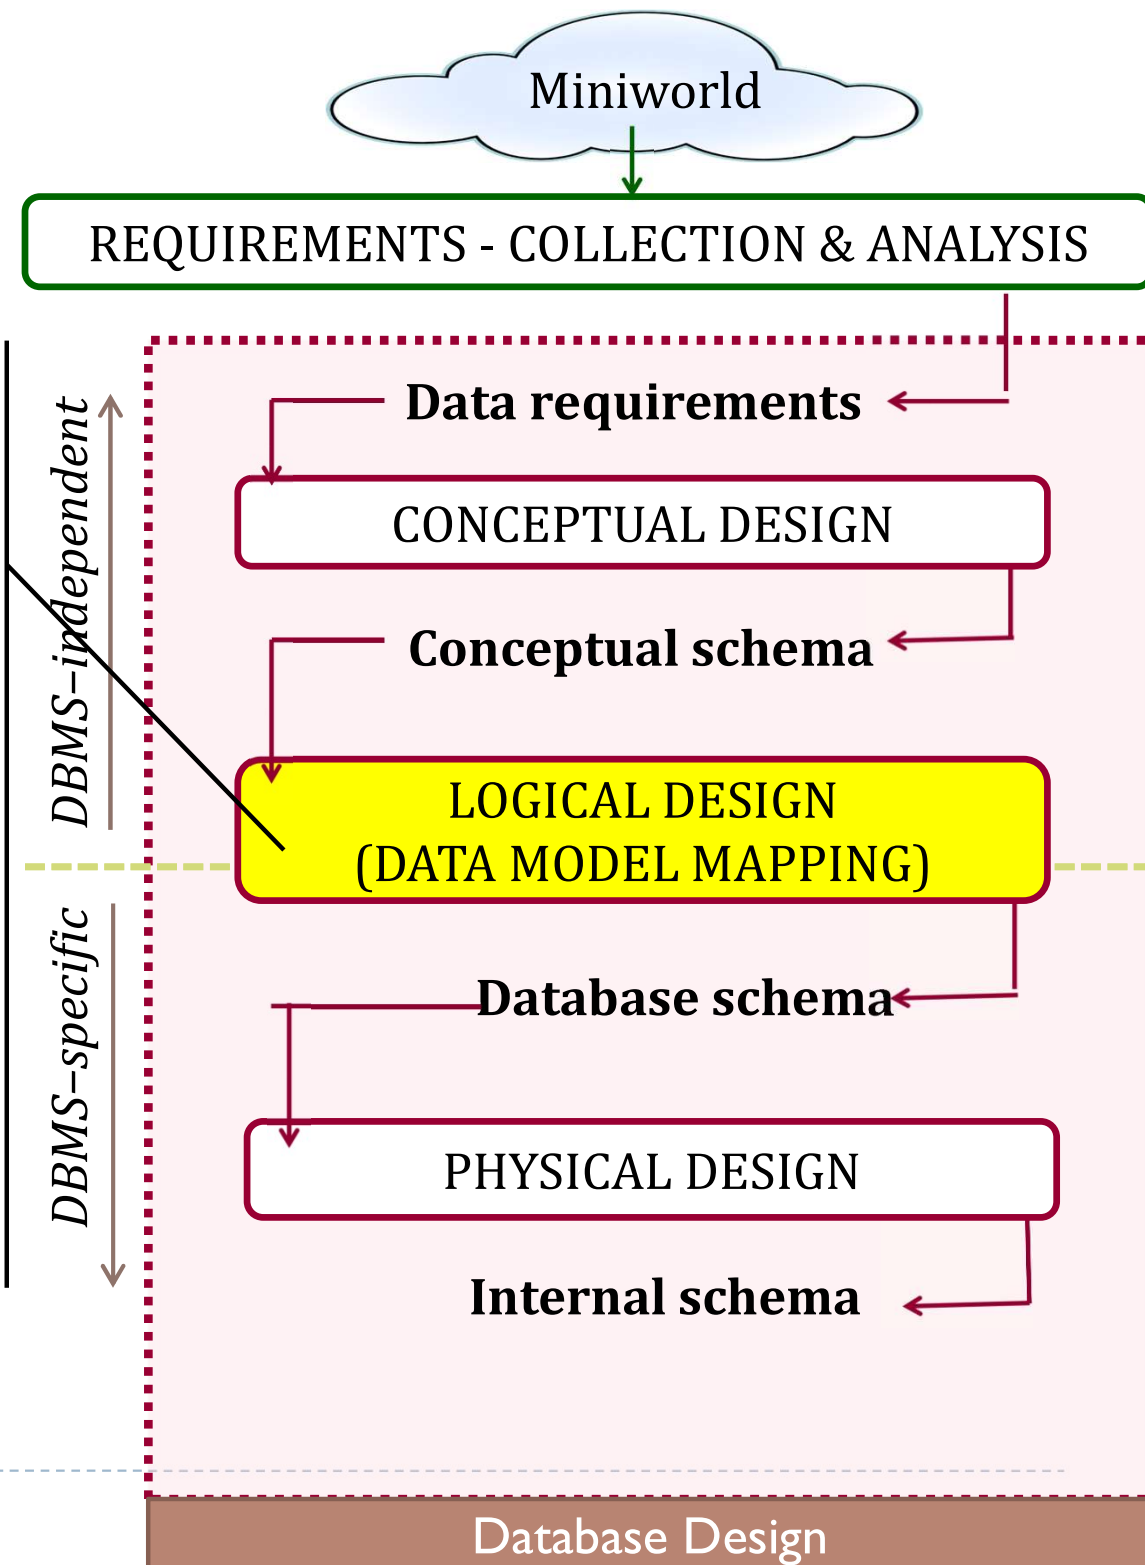 Miniworld
REQUIREMENTS - COLLECTION & ANALYSIS
Data requirements
DBMS–independent
CONCEPTUAL DESIGN
Conceptual schema
LOGICAL DESIGN
(DATA MODEL MAPPING)
DBMS–specific
Database schema
PHYSICAL DESIGN
Internal schema
Database Design